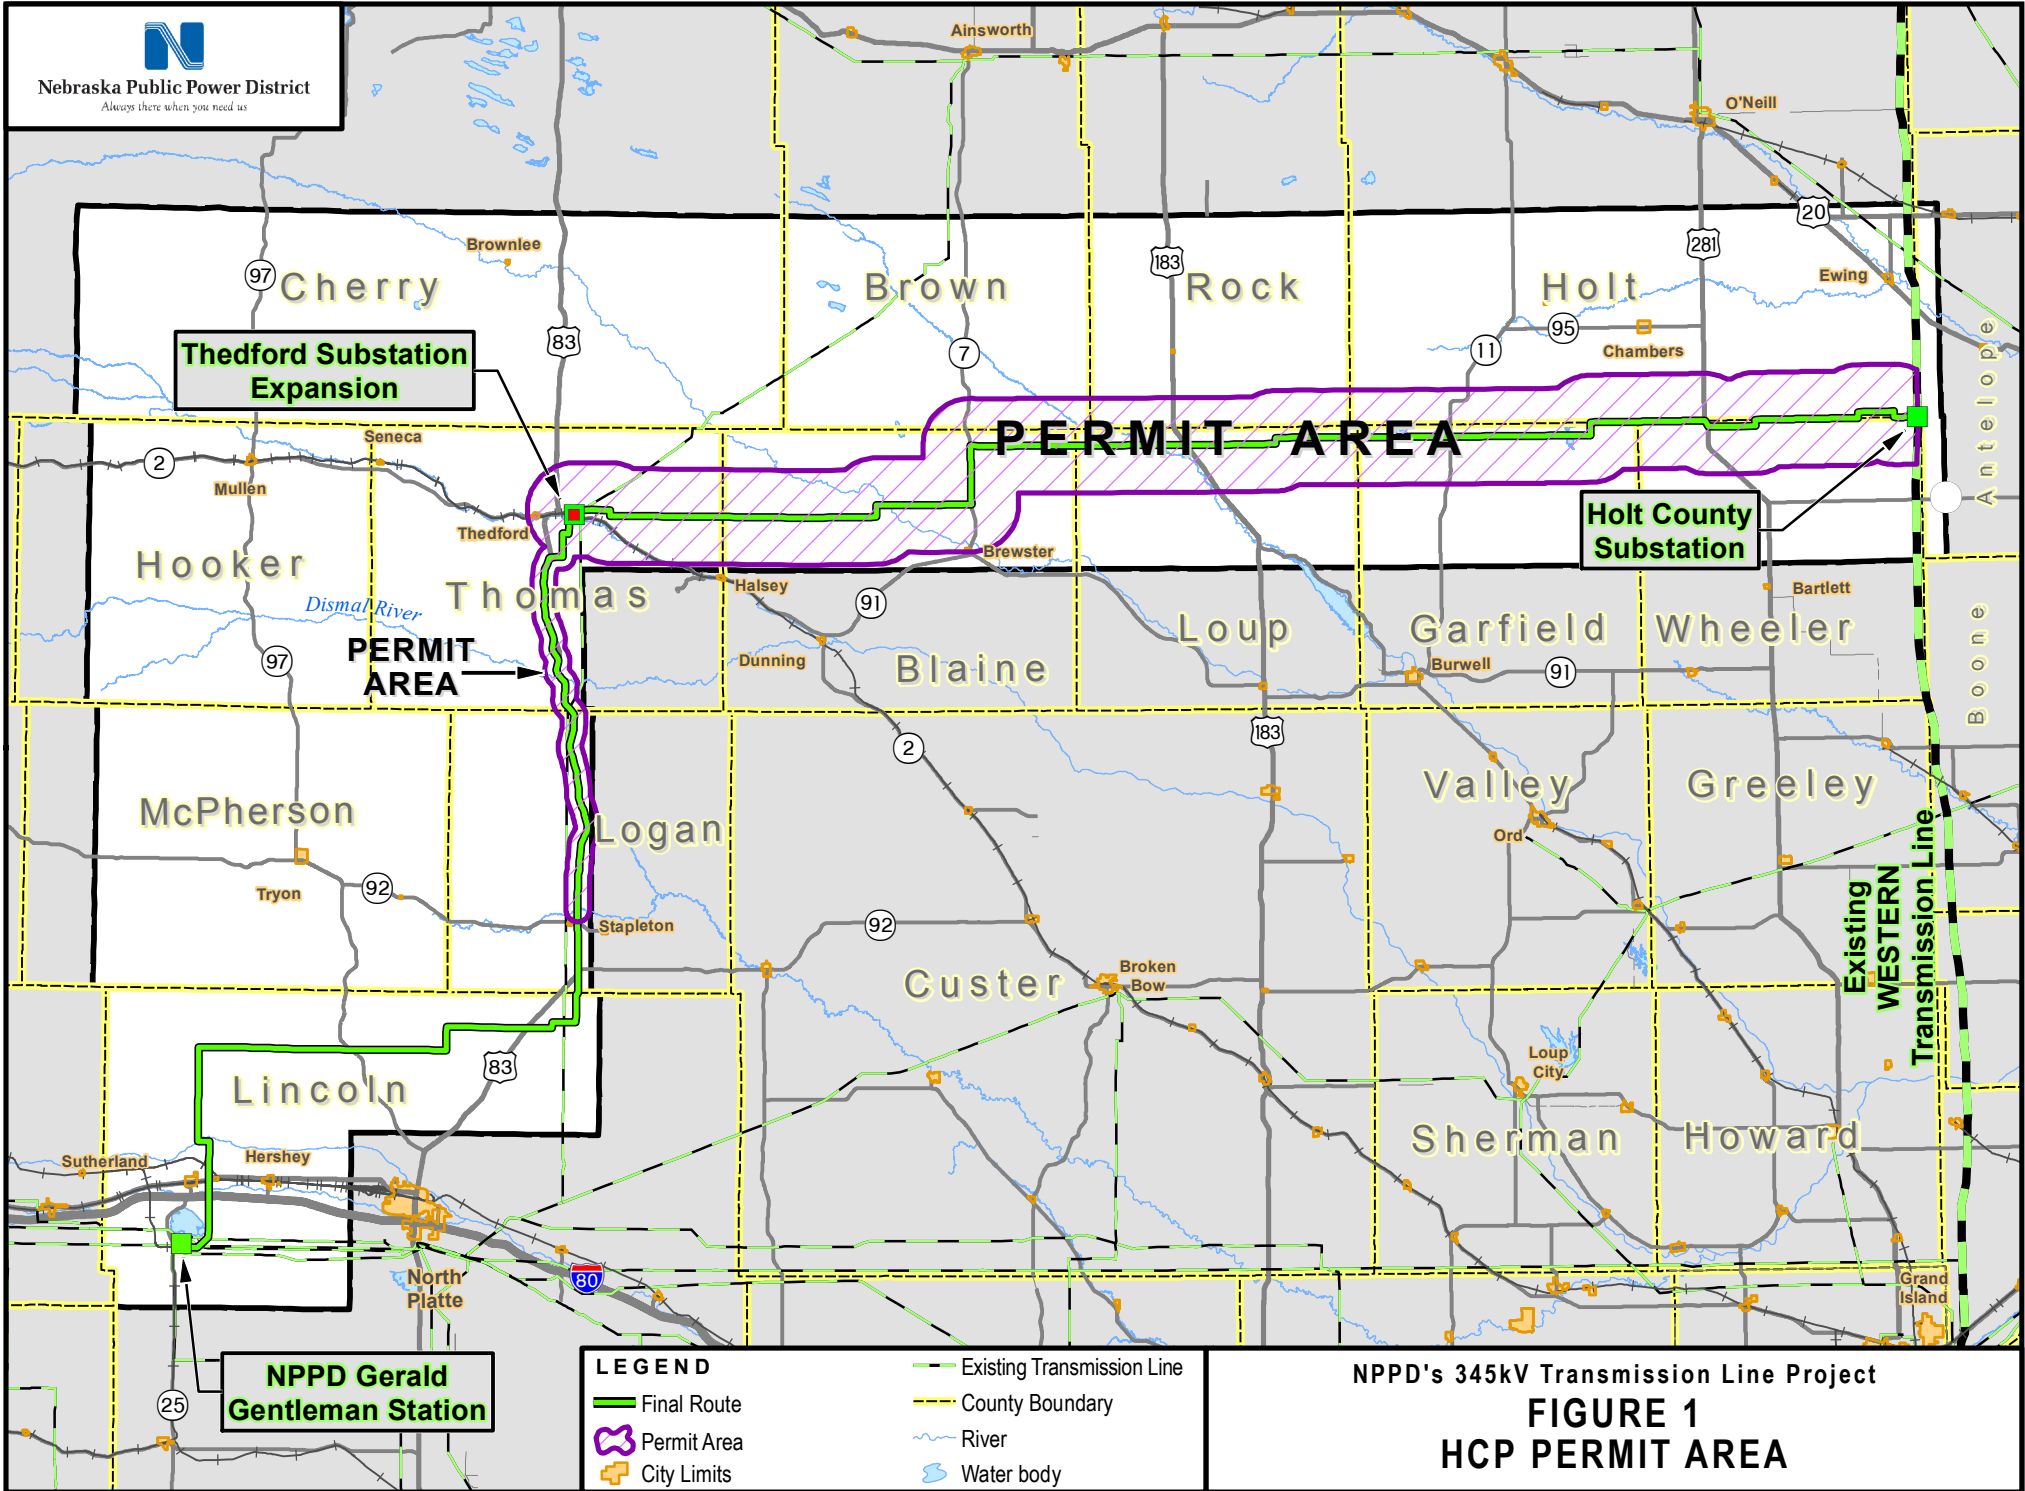 Nebraska Public Power District
Always there when you need us
Ainsworth
O'Neill
20
281
183
97
Brownlee
Cherry
Brown
Rock
Holt
Ewing
83
7
11
95
Chambers
Antelope
Thedford Substation
Expansion
PERMIT AREA
Seneca
2
Mullen
Thedford
Holt County
Substation
Brewster
Hooker
Thomas
Halsey
91
Bartlett
Dismal River
Loup
Garfield
Wheeler
Boone
97
PERMIT
AREA
Dunning
Blaine
Burwell
91
183
2
Valley
Greeley
McPherson
Logan
Ord
Tryon
92
Stapleton
92
Existing
WESTERN
Transmission Line
Custer
Broken
Bow
83
Loup
City
Lincoln
Sherman
Howard
Sutherland
Hershey
North
Platte
80
Grand
Island
NPPD Gerald
Gentleman Station
25
LEGEND
Final Route
Permit Area
City Limits
Existing Transmission Line
County Boundary
River
Water body
NPPD's 345kV Transmission Line Project
FIGURE 1
HCP PERMIT AREA